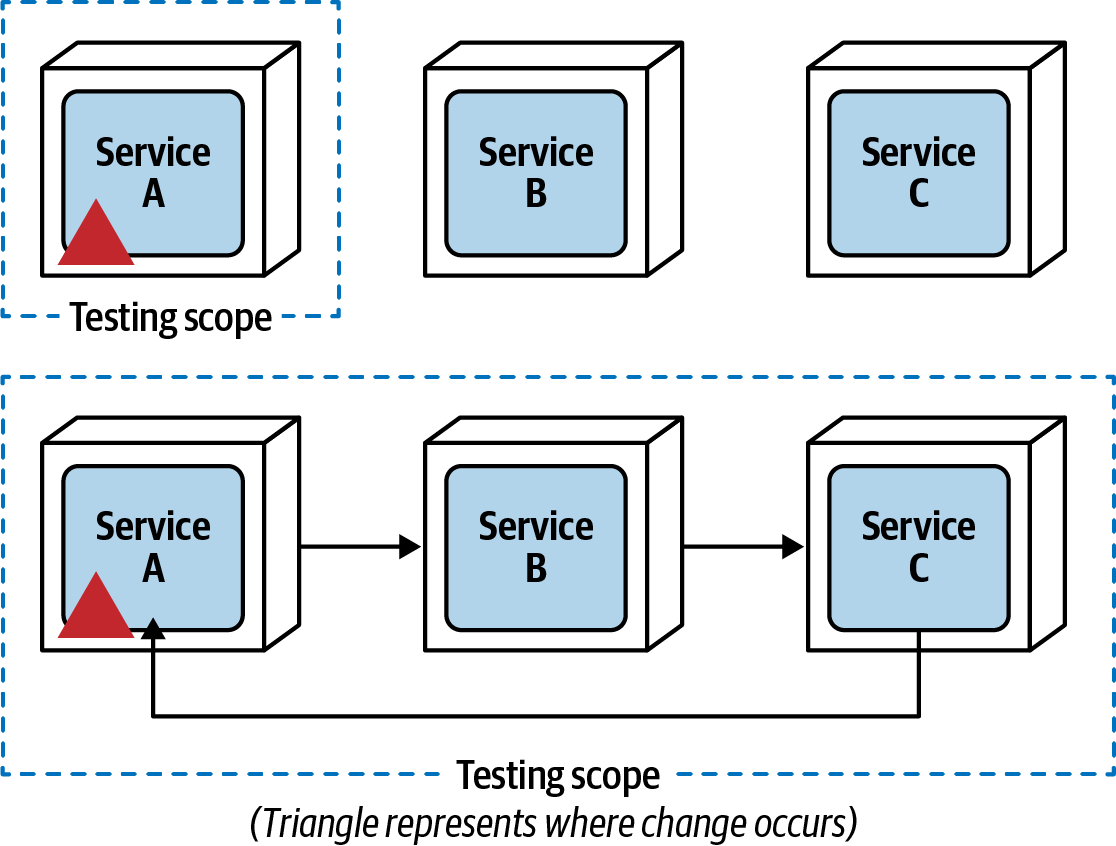 Service
A
Service
B
Service
C
Testing scope
Service
A
Service
B
Service
C
Testing scope
(Triangle represents where change occurs)